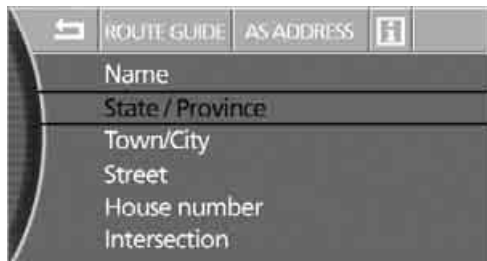 ROUTE GUIDE AS ADDRESS i
Name
State / Province
Town/City
Street
House number
Intersection